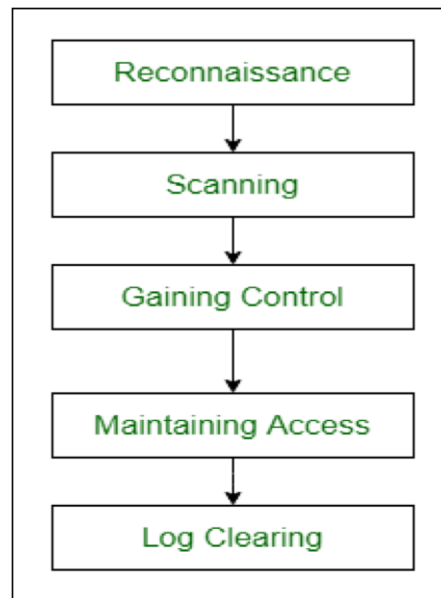 Reconnaissance
Scanning
Gaining Control
Maintaining Access
Log Clearing